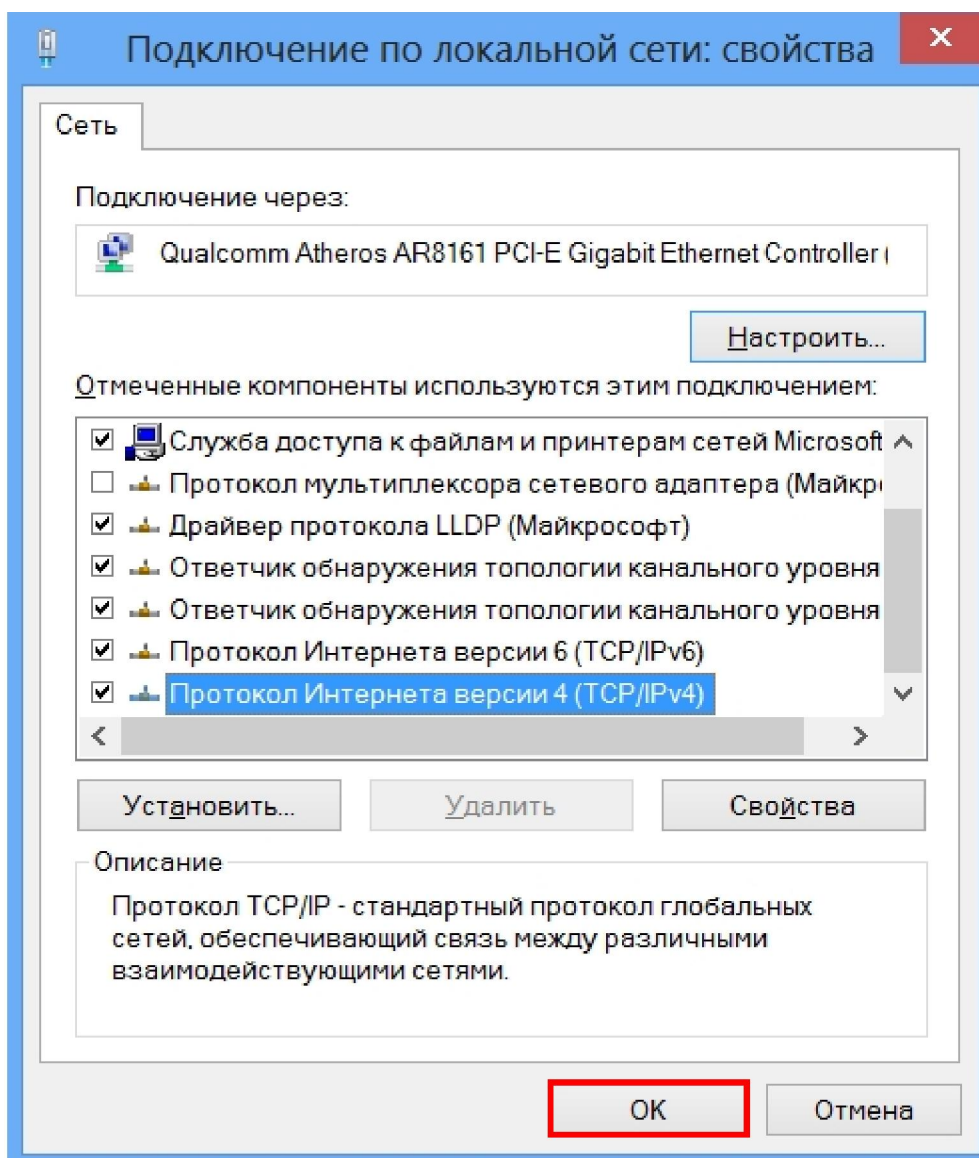 Подключение по локальной сети: свойства
Сеть
Подключение через:
Qualcomm Atheros AR8161 PCI-E Gigabit Ethernet Controller (
Настроить...
Отмеченные компоненты используются этим подключением:
Служба доступа к файлам и принтерам сетей Microsoft
Протокол мультиплексора сетевого адаптера (Майкр
Драйвер протокола LLDP (Майкрософт)
Ответчик обнаружения топологии канального уровня
Ответчик обнаружения топологии канального уровня
Протокол Интернета версии 6 (TCP/IPv6)
Протокол Интернета версии 4 (TCP/IPv4)
Установить...
Удалить
Свойства
Описание
Протокол TCP/IP - стандартный протокол глобальных
сетей, обеспечивающий связь между различными
взаимодействующими сетями.
OK
Отмена